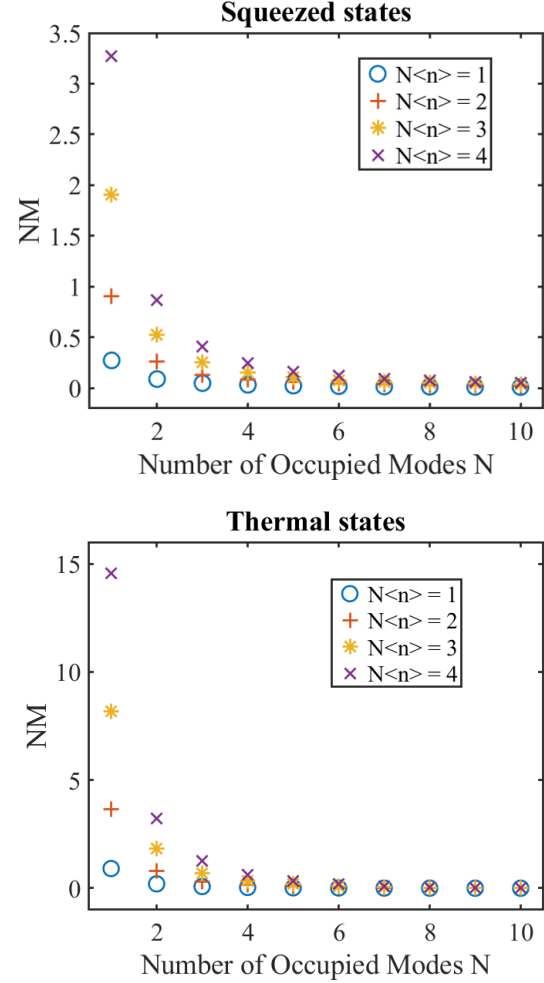 Squeezed states
3.5
3
2.5
2
1.5
1
0.5
0
NM
N<n> = 1
N<n> = 2
N<n> = 3
N<n> = 4
2 4 6 8 10
Number of Occupied Modes N
Thermal states
15
10
5
0
NM
N<n> = 1
N<n> = 2
N<n> = 3
N<n> = 4
2 4 6 8 10
Number of Occupied Modes N